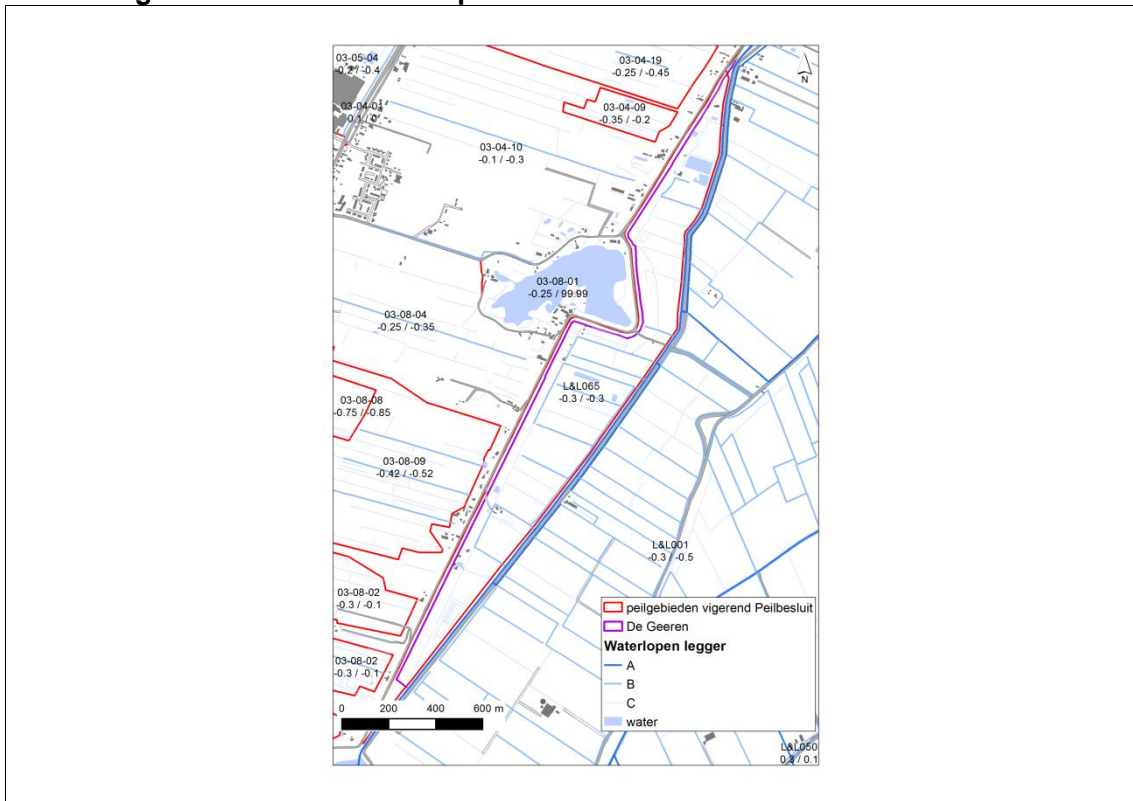 03-05-04
-0.2 / -0.4
03-04-19
-0.25 / -0.45
N
03-04-09
-0.35 / -0.2
03-04-10
-0.1 / -0.3
03-08-01
-0.25 / 99.99
03-08-04
-0.25 / -0.35
L&L065
-0.3 / -0.3
03-08-08
-0.75 / -0.85
03-08-09
-0.42 / -0.52
L&L001
-0.3 / -0.5
03-08-02
-0.3 / -0.1
03-08-02
-0.3 / -0.1
peilgebieden vigerend Peilbesluit
De Geeren
Waterlopen legger
A
B
C
water
0 200 400 600 m
L&L050
0.3 / 0.1